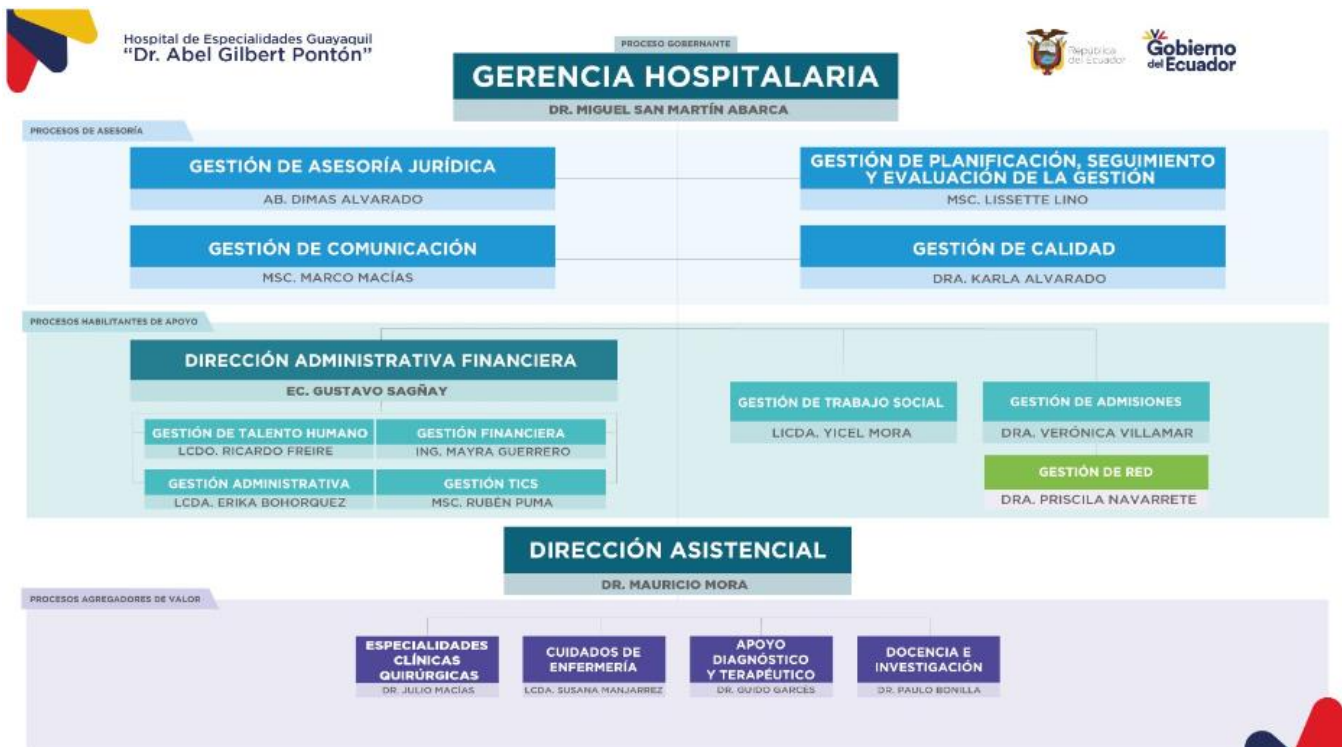 Hospital de Especialidades Guayaquil
"Dr. Abel Gilbert Pontón"
PROCESO GOBERNANTE
GERENCIA HOSPITALARIA
DR. MIGUEL SAN MARTÍN ABARCA
República
del Ecuador
Gobierno
del Ecuador
PROCESOS DE ASESORÍA
GESTIÓN DE ASESORÍA JURÍDICA
AB. DIMAS ALVARADO
GESTIÓN DE PLANIFICACIÓN, SEGUIMIENTO
Y EVALUACIÓN DE LA GESTIÓN
MSC. LISSETTE LINO
GESTIÓN DE COMUNICACIÓN
MSC. MARCO MACÍAS
GESTIÓN DE CALIDAD
DRA. KARLA ALVARADO
PROCESOS HABILITANTES DE APOYO
DIRECCIÓN ADMINISTRATIVA FINANCIERA
EC. GUSTAVO SAGÑAY
GESTIÓN DE TALENTO HUMANO
LCDO. RICARDO FREIRE
GESTIÓN FINANCIERA
ING. MAYRA GUERRERO
GESTIÓN ADMINISTRATIVA
LCDA. ERIKA BOHORQUEZ
GESTIÓN TICS
MSC. RUBÉN PUMA
GESTIÓN DE TRABAJO SOCIAL
LICDA. YICEL MORA
GESTIÓN DE ADMISIONES
DRA. VERÓNICA VILLAMAR
GESTIÓN DE RED
DRA. PRISCILA NAVARRETE
DIRECCIÓN ASISTENCIAL
DR. MAURICIO MORA
PROCESOS AGREGADORES DE VALOR
ESPECIALIDADES
CLÍNICAS
QUIRÚRGICAS
DR. JULIO MACÍAS
CUIDADOS DE
ENFERMERÍA
LCDA. SUSANA MANJARREZ
APOYO
DIAGNÓSTICO
Y TERAPÉUTICO
DR. GUIDO GARCÉS
DOCENCIA E
INVESTIGACIÓN
DR. PAULO BONILLA